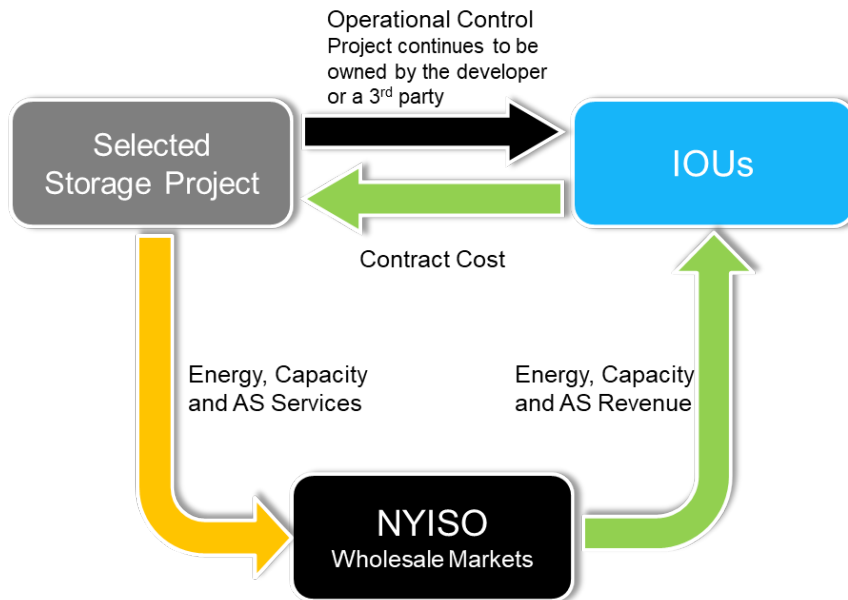 Operational Control
Project continues to be
owned by the developer
or a 3rd party
Selected
Storage Project
IOUs
Contract Cost
Energy, Capacity
and AS Services
Energy, Capacity
and AS Revenue
NYISO
Wholesale Markets